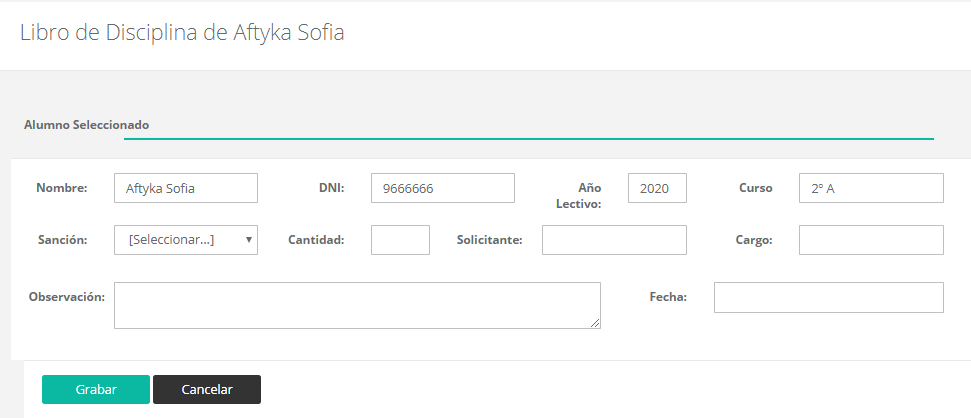 Libro de Disciplina de Aftyka Sofia
Alumno Seleccionado
Nombre: Aftyka Sofia DNI: 9666666 Año Lectivo: 2020 Curso 2º A
Sanción: [Seleccionar...] Cantidad: Solicitante: Cargo:
Observación: Fecha:
Grabar Cancelar